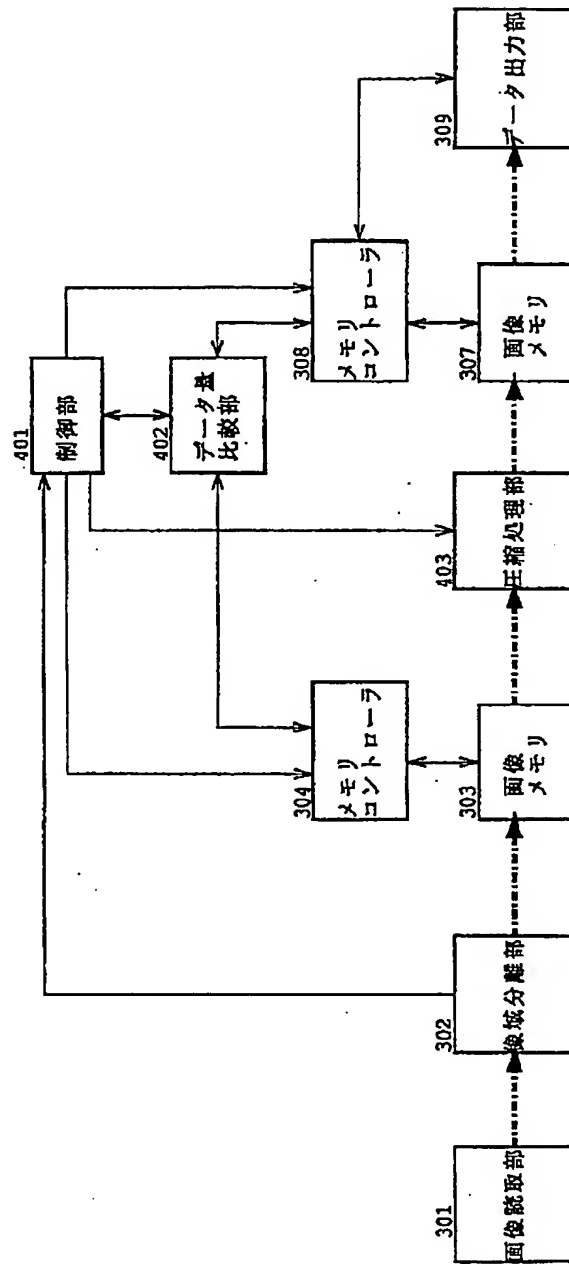 401
制御部
402
データ量
比較部
304
メモリ
コントローラ
308
メモリ
コントローラ
301
画像読取部
302
像域分離部
303
画像
メモリ
403
圧縮処理部
307
画像
メモリ
309
データ出力部